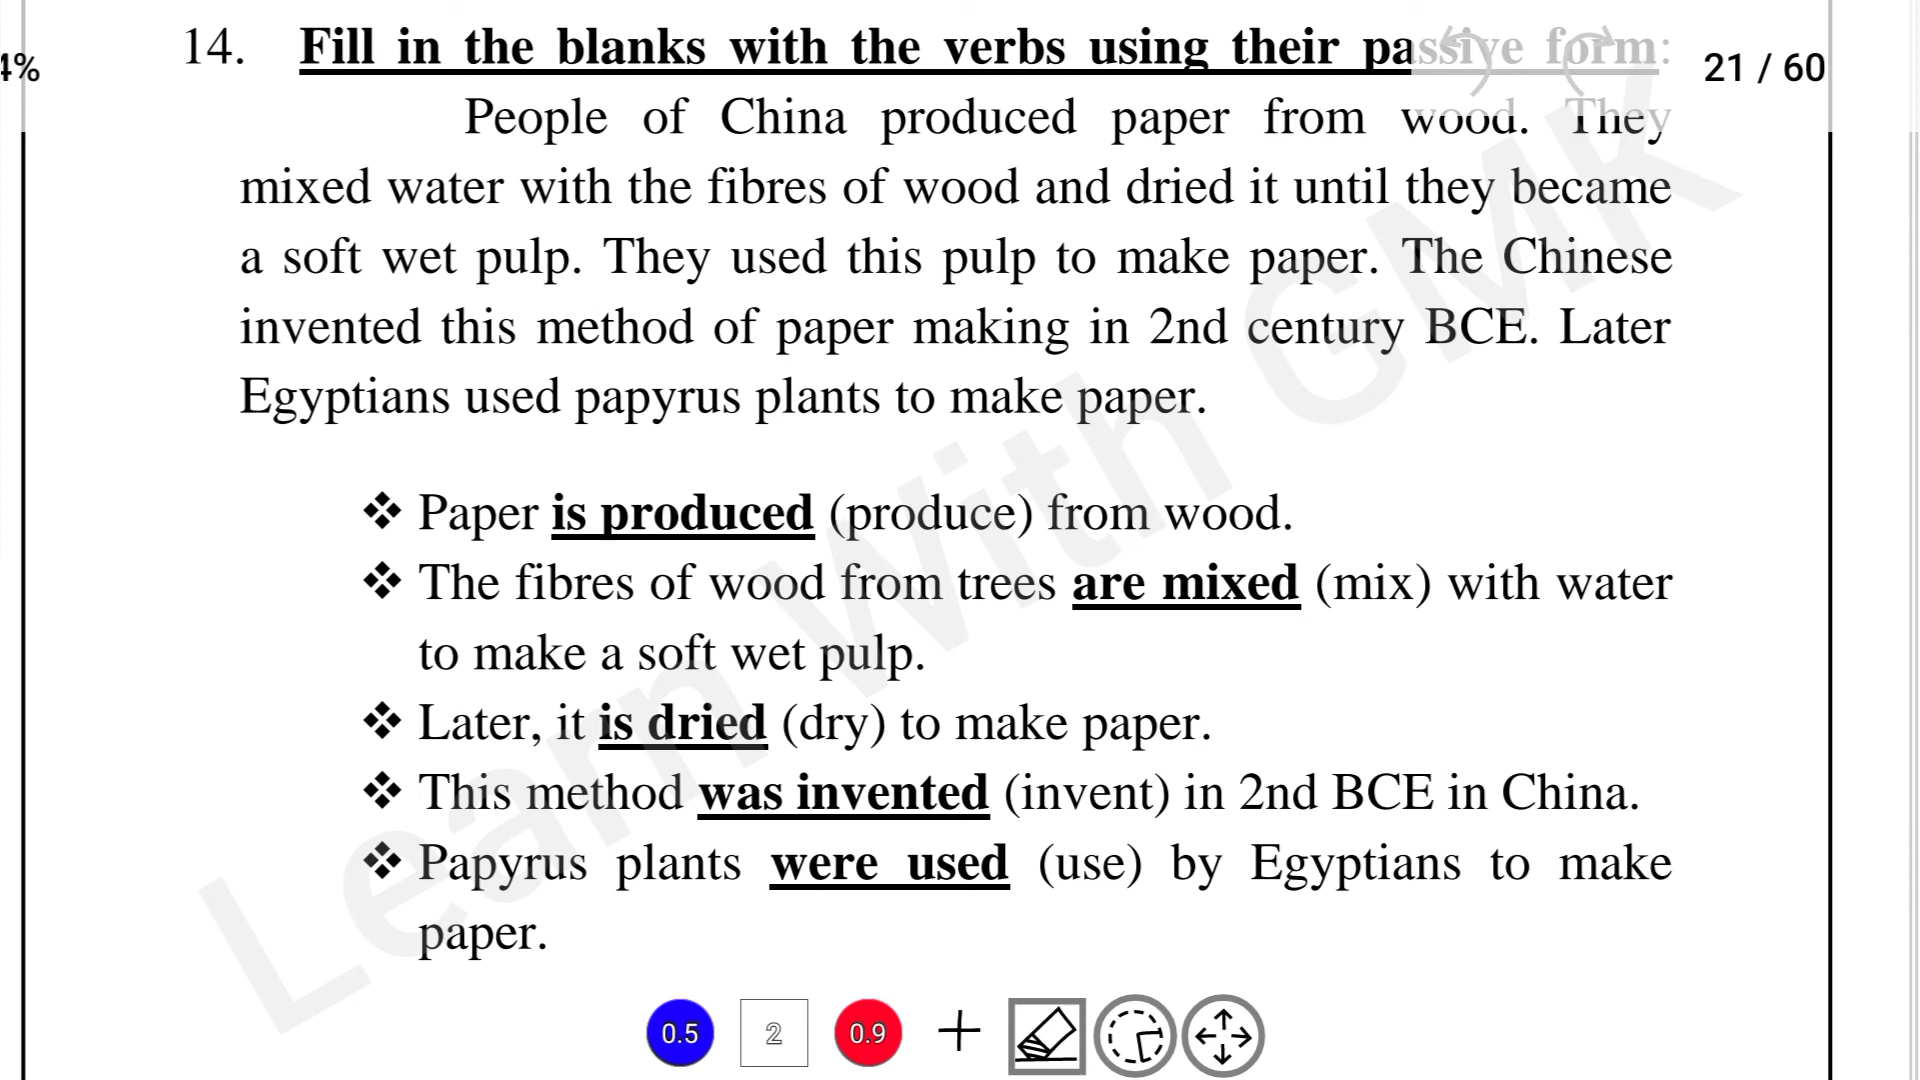 14. Fill in the blanks with the verbs using their passive form:
4%
21 / 60
People of China produced paper from wood. They
mixed water with the fibres of wood and dried it until they became
a soft wet pulp. They used this pulp to make paper. The Chinese
invented this method of paper making in 2nd century BCE. Later
Egyptians used papyrus plants to make paper.
❖ Paper is produced (produce) from wood.
❖ The fibres of wood from trees are mixed (mix) with water
to make a soft wet pulp.
❖ Later, it is dried (dry) to make paper.
❖ This method was invented (invent) in 2nd BCE in China.
❖ Papyrus plants were used (use) by Egyptians to make
paper.
Learn With GMK
0.5 2 0.9